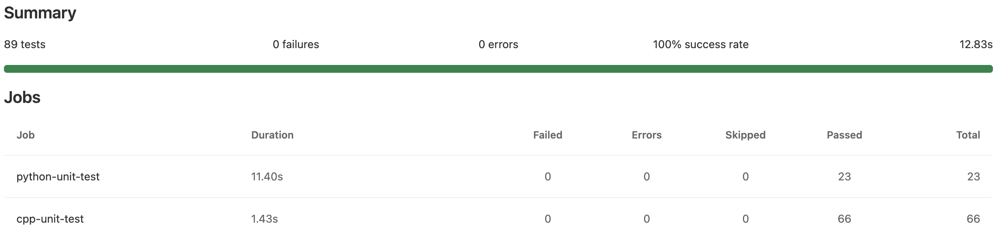 Summary
89 tests 0 failures 0 errors 100% success rate 12.83s
Jobs
Job Duration Failed Errors Skipped Passed Total
python-unit-test 11.40s 0 0 0 23 23
cpp-unit-test 1.43s 0 0 0 66 66